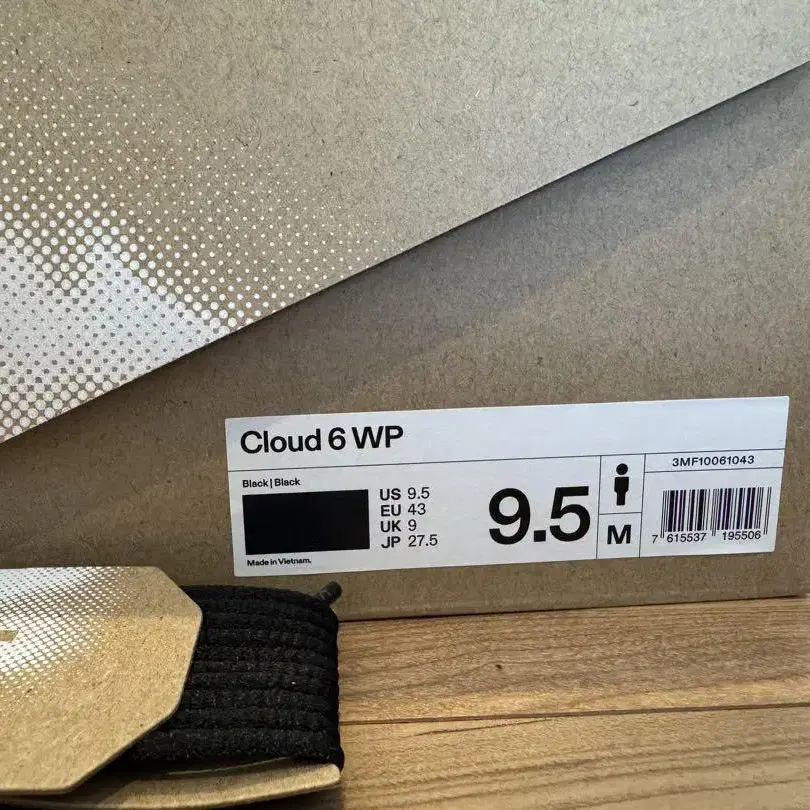 Cloud 6 WP
3MF10061043
Black | Black
US 9.5
EU 43
UK 9
JP 27.5
9.5
M
7 615537 195506
Made in Vietnam.